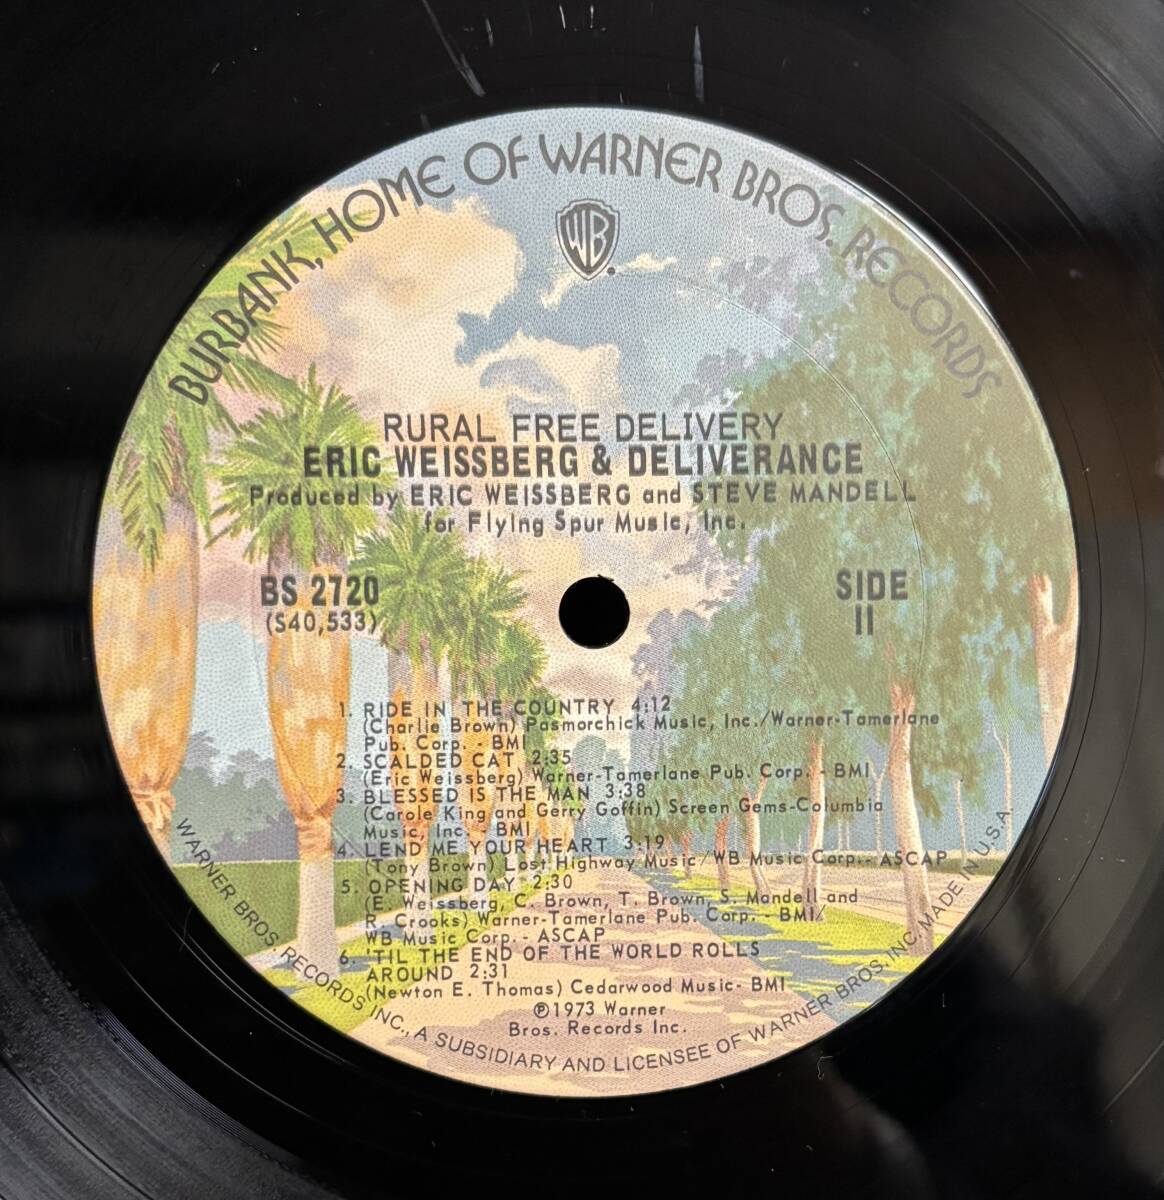 BURBANK, HOME OF WARNER BROS. RECORDS
WB
RURAL FREE DELIVERY
ERIC WEISSBERG & DELIVERANCE
Produced by ERIC WEISSBERG and STEVE MANDELL
for Flying Spur Music, Inc.
BS 2720
(S40,533)
SIDE
II
1. RIDE IN THE COUNTRY 4:12
(Charlie Brown) Pasmorchick Music, Inc./Warner-Tamerlane
Pub. Corp. - BMI
2. SCALDED CAT 2:35
(Eric Weissberg) Warner-Tamerlane Pub. Corp. - BMI
3. BLESSED IS THE MAN 3:38
(Carole King and Gerry Goffin) Screen Gems-Columbia
Music, Inc. - BMI
4. LEND ME YOUR HEART 3:19
(Tony Brown) Lost Highway Music/WB Music Corp.- ASCAP
5. OPENING DAY 2:30
(E. Weissberg, C. Brown, T. Brown, S. Mandell and
R. Crooks) Warner-Tamerlane Pub. Corp. - BMI/
WB Music Corp.- ASCAP
6. 'TIL THE END OF THE WORLD ROLLS
AROUND 2:31
(Newton E. Thomas) Cedarwood Music- BMI
℗1973 Warner
Bros. Records Inc.
WARNER BROS. RECORDS INC., A SUBSIDIARY AND LICENSEE OF WARNER BROS. INC. MADE IN U.S.A.